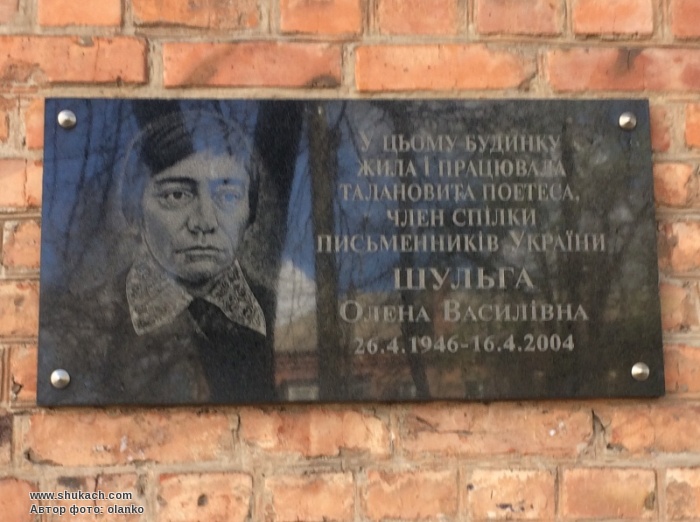 У ЦЬОМУ БУДИНКУ
ЖИЛА І ПРАЦЮВАЛА
ТАЛАНОВИТА ПОЕТЕСА,
ЧЛЕН СПІЛКИ
ПИСЬМЕННИКІВ УКРАЇНИ
ШУЛЬГА
ОЛЕНА ВАСИЛІВНА
26.4.1946-16.4.2004
www.shukach.com
Автор фото: olanko